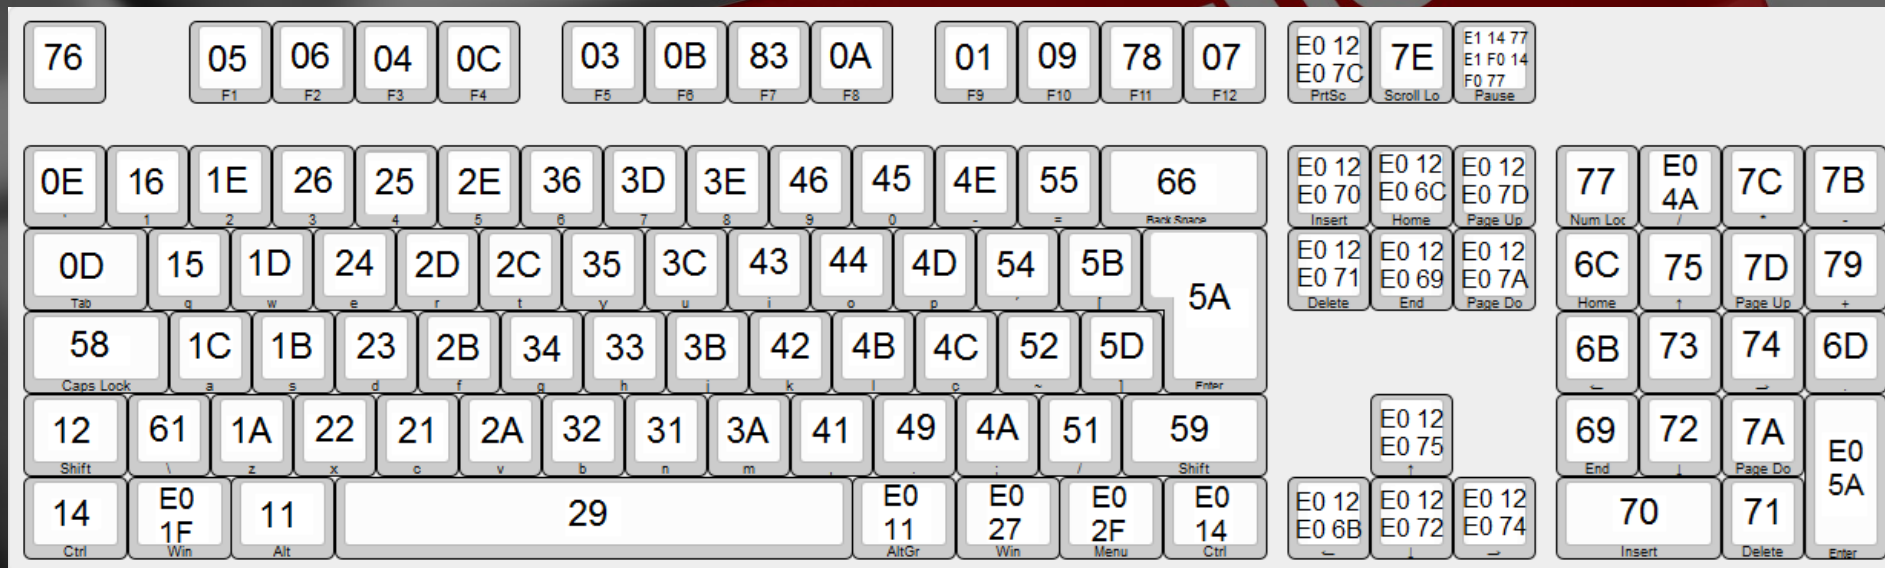 76 05 06 04 0C 03 0B 83 0A 01 09 78 07 E0 12 7E E1 14 77
E0 7C E1 F0 14
F0 77
F1 F2 F3 F4 F5 F6 F7 F8 F9 F10 F11 F12 PrtSc Scroll Lo Pause
0E 16 1E 26 25 2E 36 3D 3E 46 45 4E 55 66 E0 12 E0 12 E0 12 77 E0 7C 7B
E0 70 E0 6C E0 7D 4A
` 1 2 3 4 5 6 7 8 9 0 - = Back Space Insert Home Page Up Num Loc / * -
0D 15 1D 24 2D 2C 35 3C 43 44 4D 54 5B 5A E0 12 E0 12 E0 12 6C 75 7D 79
E0 71 E0 69 E0 7A
Tab q w e r t y u i o p ´ [ Delete End Page Do Home ↑ Page Up +
58 1C 1B 23 2B 34 33 3B 42 4B 4C 52 5D 6B 73 74 6D
Caps Lock a s d f g h j k l ç ~ ] Enter ← → .
12 61 1A 22 21 2A 32 31 3A 41 49 4A 51 59 E0 12 69 72 7A E0
E0 75 5A
Shift \ z x c v b n m , . ; / Shift ↑ End ↓ Page Do
14 E0 11 29 E0 E0 E0 E0 E0 12 E0 12 E0 12 70 71
1F 11 27 2F 14 E0 6B E0 72 E0 74
Ctrl Win Alt AltGr Win Menu Ctrl ← ↓ → Insert Delete Enter